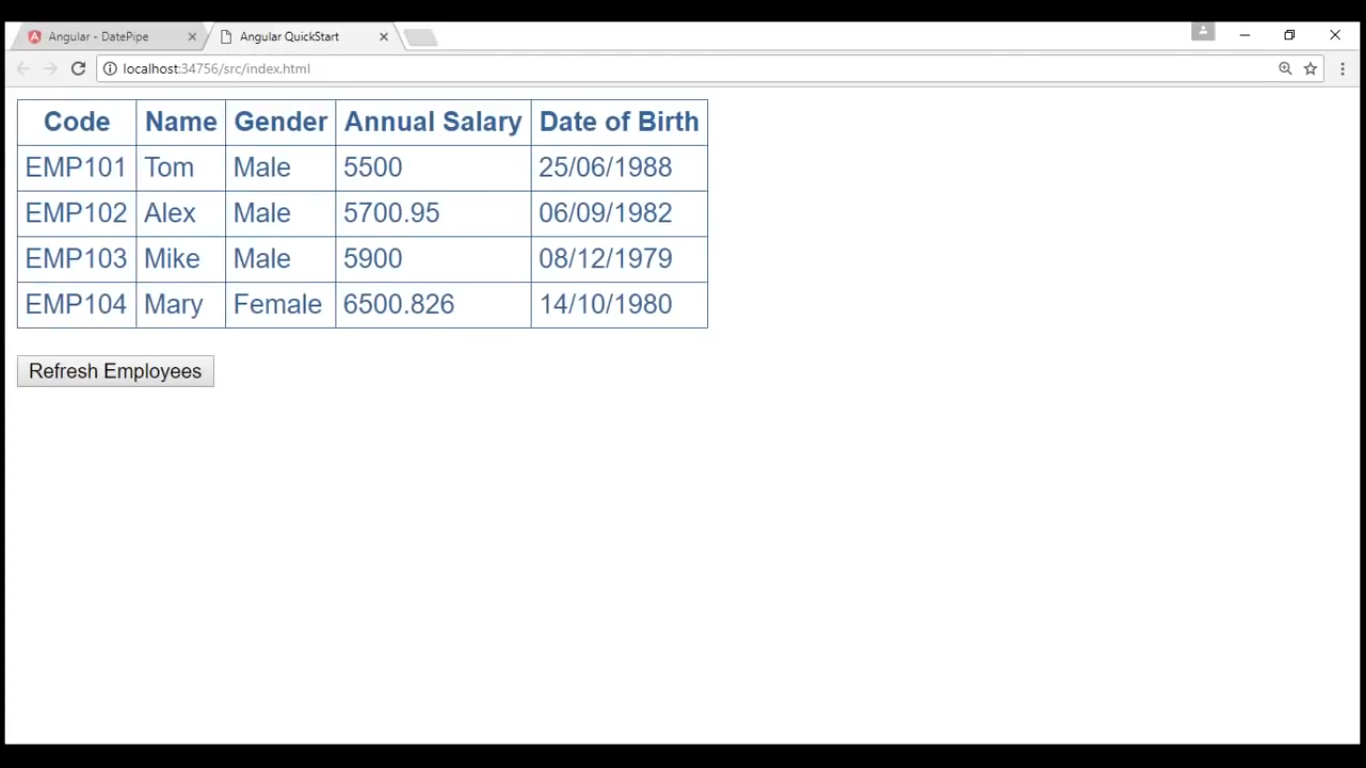 Angular - DatePipe
Angular QuickStart
localhost:34756/src/index.html
Code Name Gender Annual Salary Date of Birth
EMP101 Tom Male 5500 25/06/1988
EMP102 Alex Male 5700.95 06/09/1982
EMP103 Mike Male 5900 08/12/1979
EMP104 Mary Female 6500.826 14/10/1980
Refresh Employees